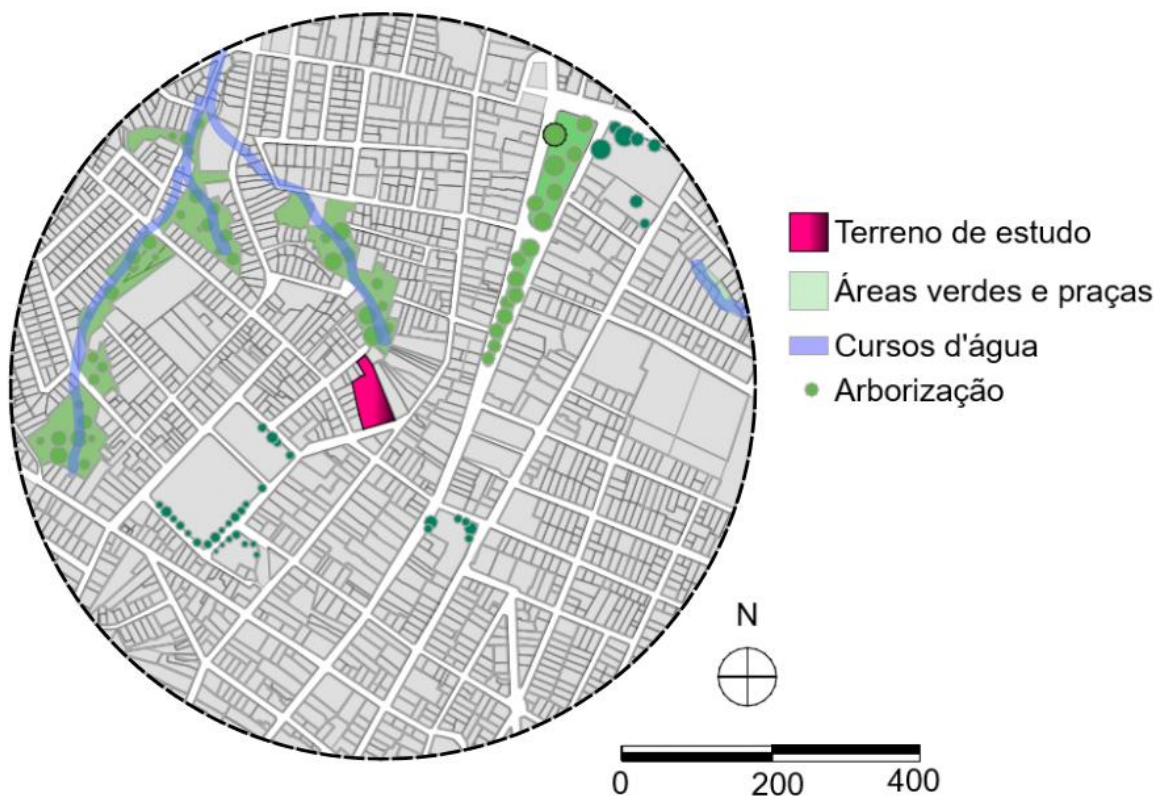 Terreno de estudo
Áreas verdes e praças
Cursos d'água
Arborização
N
0 200 400